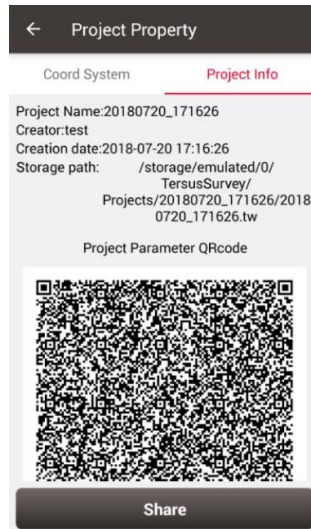 Project Property
Coord System Project Info
Project Name:20180720_171626
Creator:test
Creation date:2018-07-20 17:16:26
Storage path: /storage/emulated/0/
TersusSurvey/
Projects/20180720_171626/2018
0720_171626.tw
Project Parameter QRcode
Share